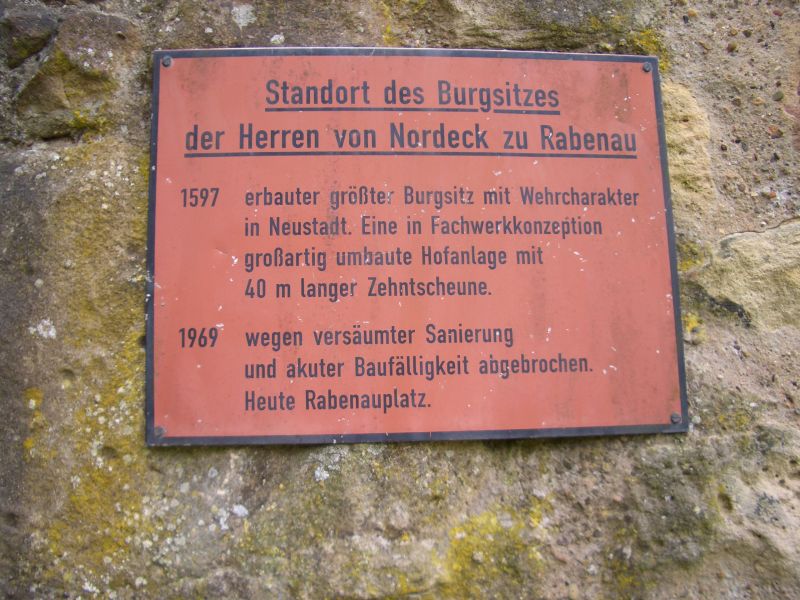 Standort des Burgsitzes
der Herren von Nordeck zu Rabenau
1597 erbauter größter Burgsitz mit Wehrcharakter
in Neustadt. Eine in Fachwerkkonzeption
großartig umbaute Hofanlage mit
40 m langer Zehntscheune.
1969 wegen versäumter Sanierung
und akuter Baufälligkeit abgebrochen.
Heute Rabenauplatz.